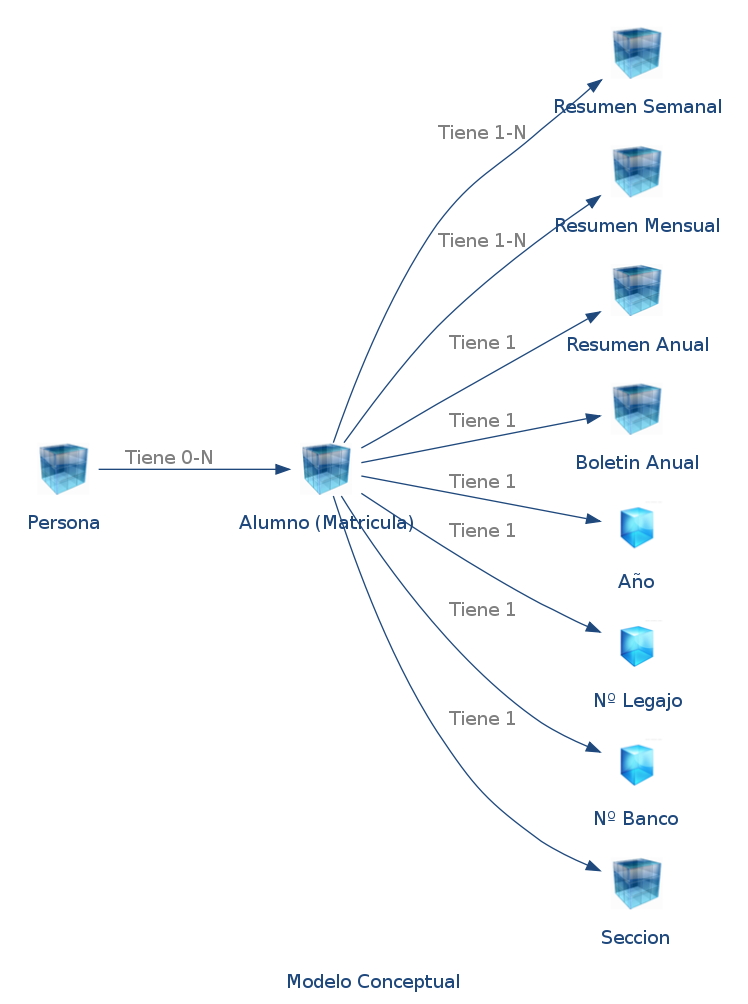 Resumen Semanal
Tiene 1-N
Resumen Mensual
Tiene 1-N
Resumen Anual
Tiene 1
Boletin Anual
Tiene 1
Tiene 0-N
Persona
Alumno (Matricula)
Tiene 1
Año
Tiene 1
Nº Legajo
Tiene 1
Nº Banco
Tiene 1
Seccion
Modelo Conceptual